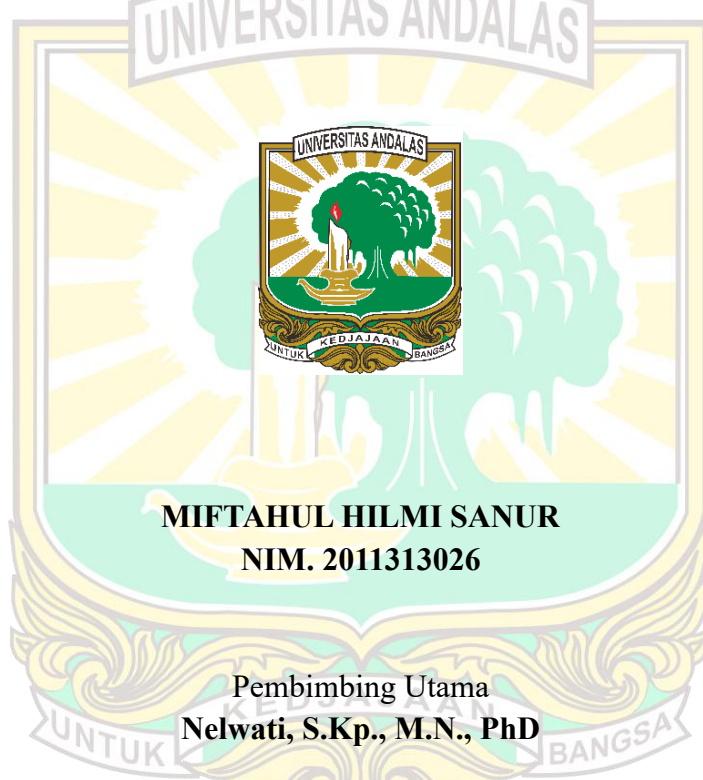 UNIVERSITAS ANDALAS
UNIVERSITAS ANDALAS
UNTUK KEDJAJAAN BANGSA
MIFTAHUL HILMI SANUR
NIM. 2011313026
Pembimbing Utama
Nelwati, S.Kp., M.N., PhD
UNTUK KEDJAJAAN BANGSA